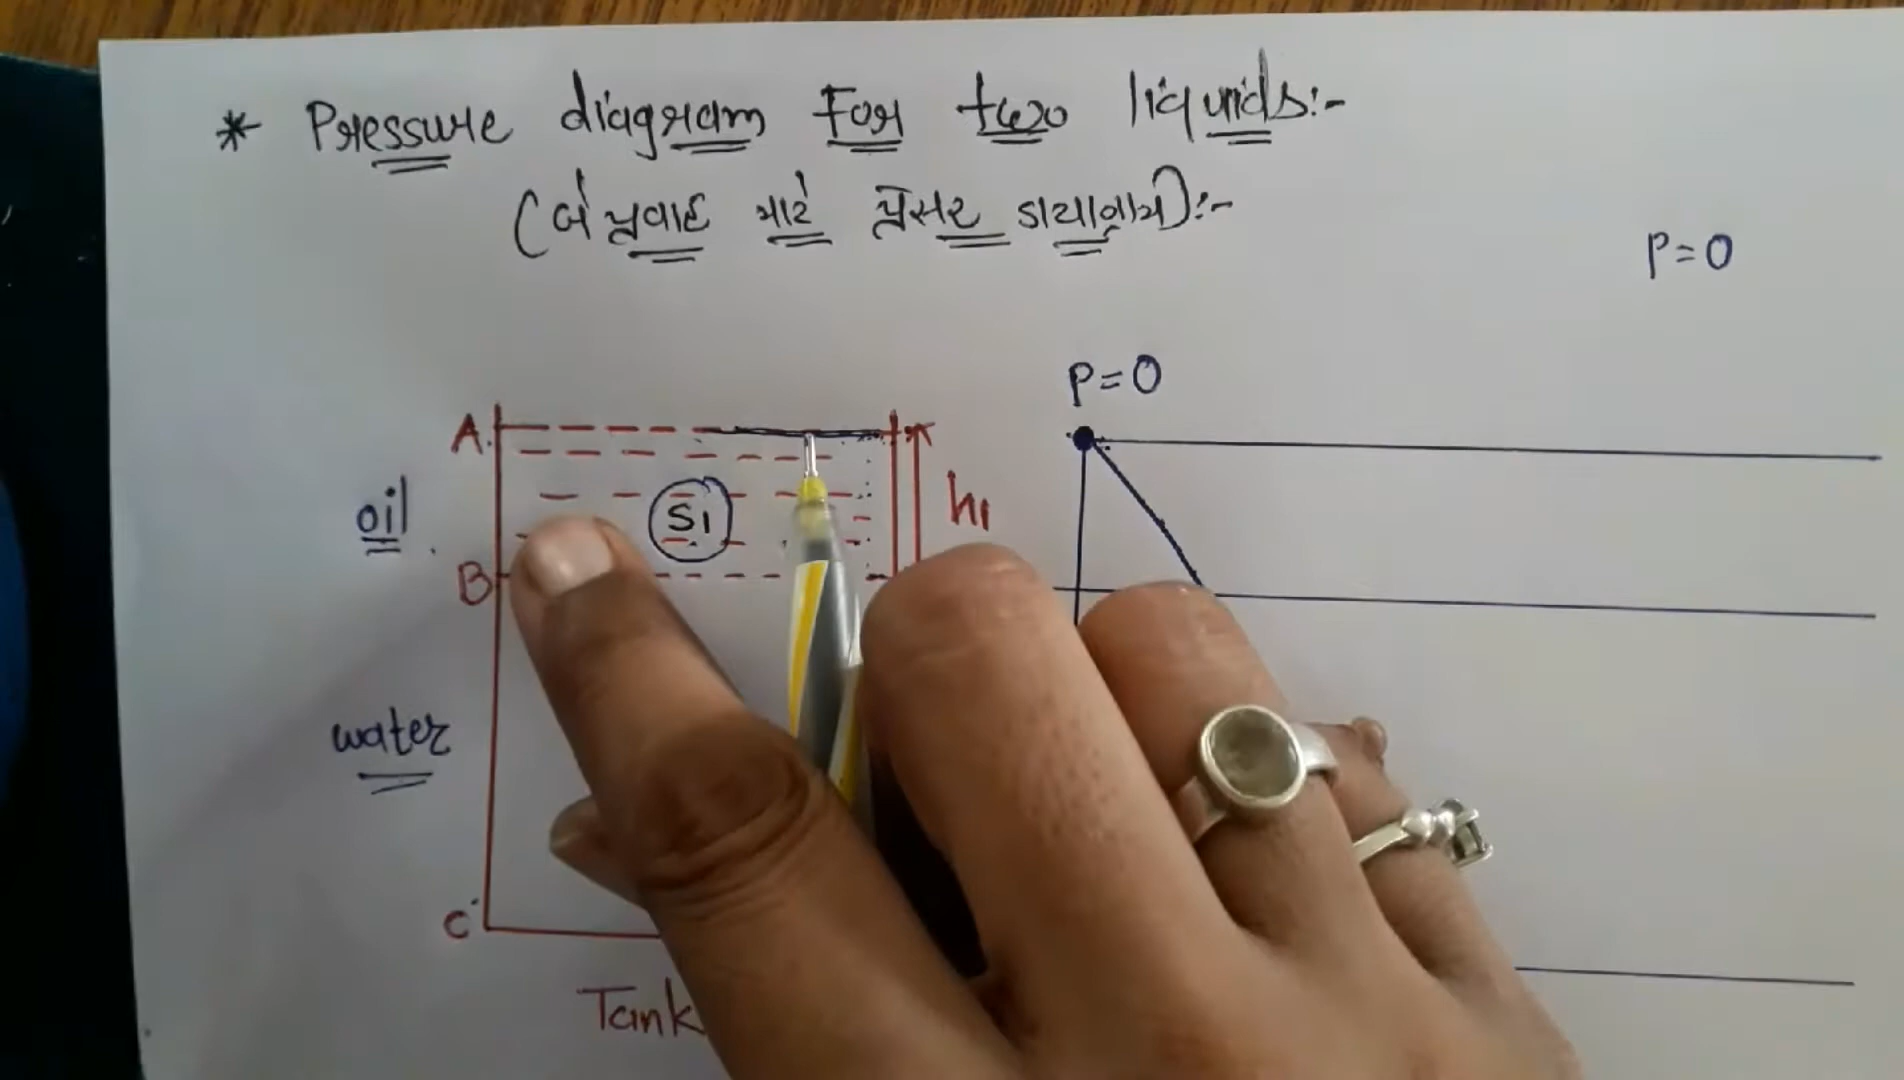 * Pressure diagram For two liquids:-
(બે પ્રવાહ માટે પ્રેસર ડાયાગ્રામ):-
P=0
P=0
A
S1
h1
oil
B
water
C
Tank